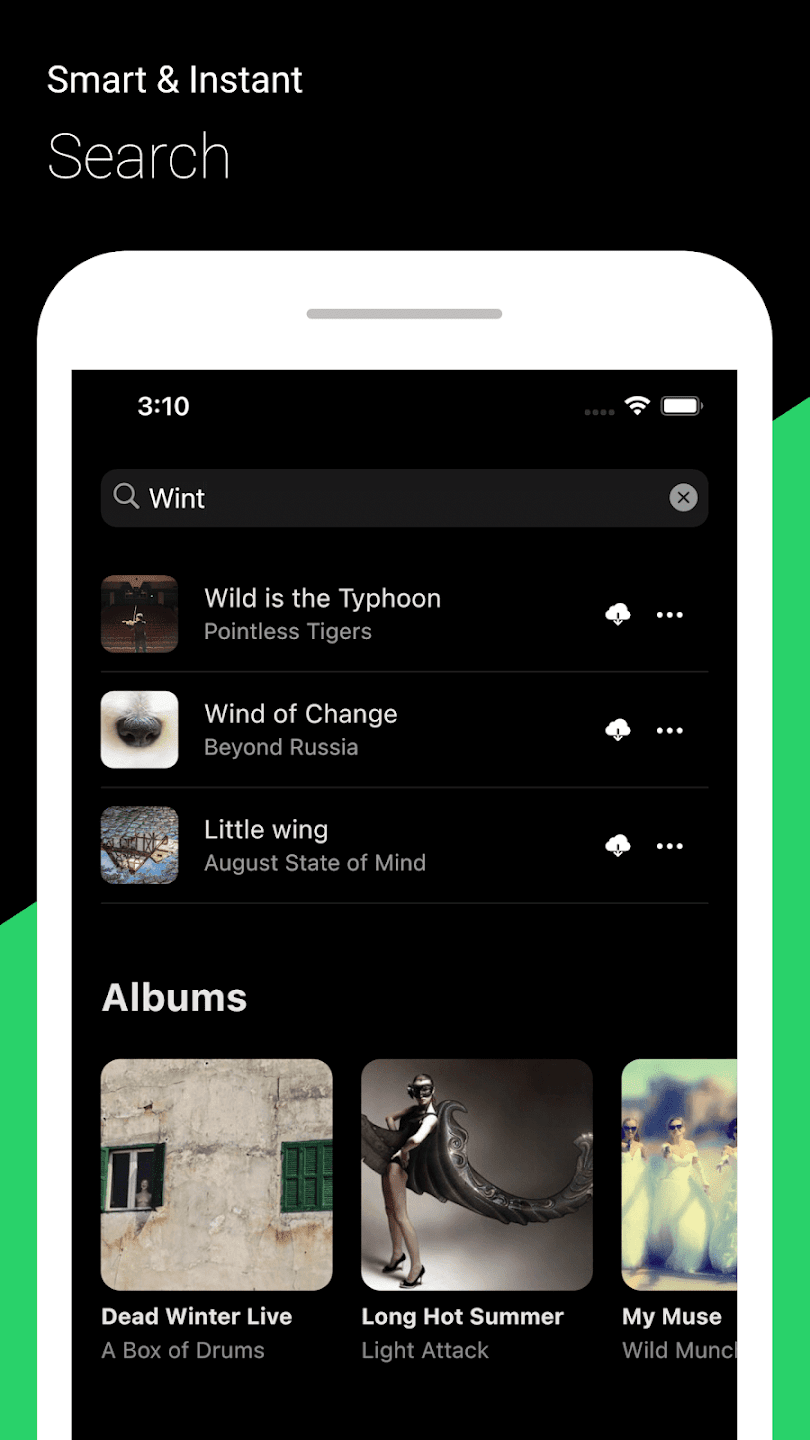 Smart & Instant
Search
3:10
Wint
Wild is the Typhoon
Pointless Tigers
Wind of Change
Beyond Russia
Little wing
August State of Mind
Albums
Dead Winter Live
A Box of Drums
Long Hot Summer
Light Attack
My Muse
Wild